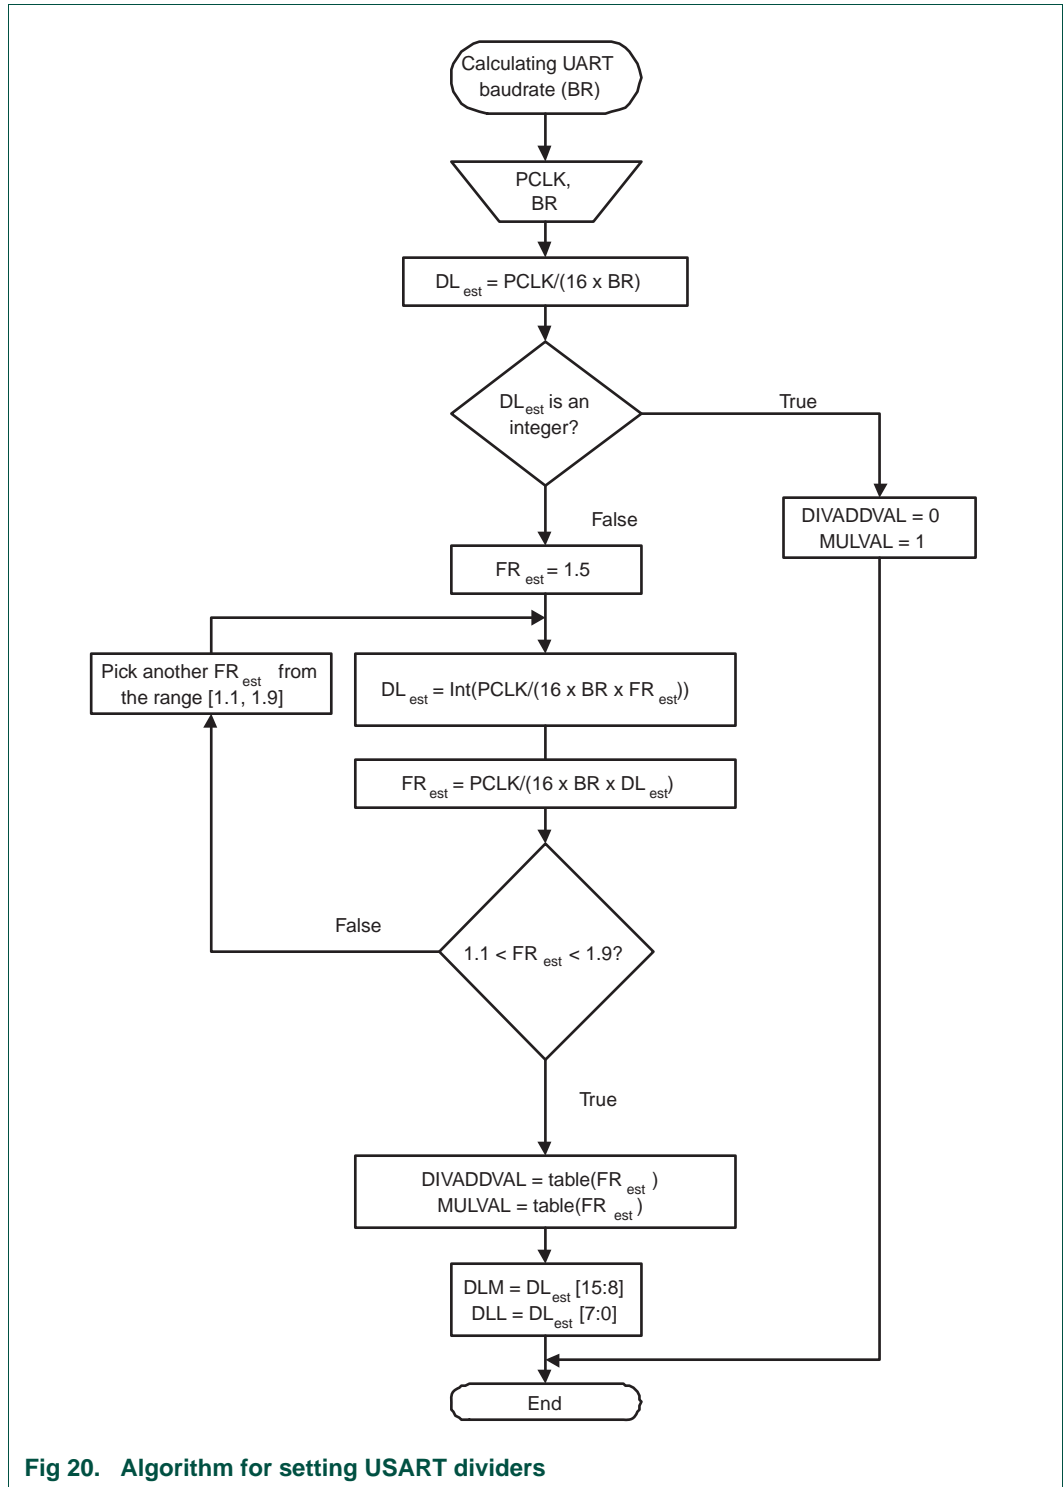 Calculating UART
baudrate (BR)
PCLK,
BR
DL est = PCLK/(16 x BR)
DL est is an
integer?
True
False
DIVADDVAL = 0
MULVAL = 1
FR est = 1.5
Pick another FR est from
the range [1.1, 1.9]
DL est = Int(PCLK/(16 x BR x FR est))
FR est = PCLK/(16 x BR x DL est)
False
1.1 < FR est < 1.9?
True
DIVADDVAL = table(FR est )
MULVAL = table(FR est )
DLM = DL est [15:8]
DLL = DL est [7:0]
End
Fig 20. Algorithm for setting USART dividers